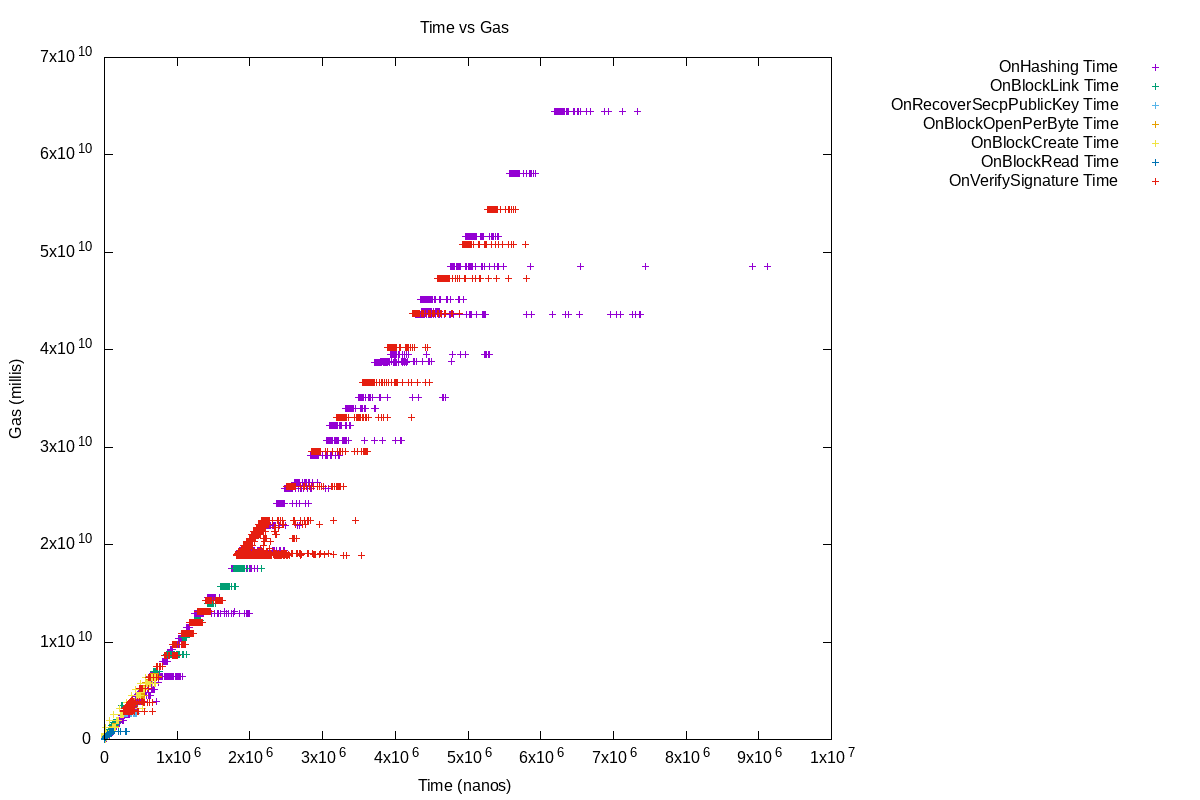 Time vs Gas
7x10 10
6x10 10
5x10 10
4x10 10
3x10 10
2x10 10
1x10 10
0
Gas (millis)
0 1x10 6 2x10 6 3x10 6 4x10 6 5x10 6 6x10 6 7x10 6 8x10 6 9x10 6 1x10 7
Time (nanos)
OnHashing Time
OnBlockLink Time
OnRecoverSecpPublicKey Time
OnBlockOpenPerByte Time
OnBlockCreate Time
OnBlockRead Time
OnVerifySignature Time